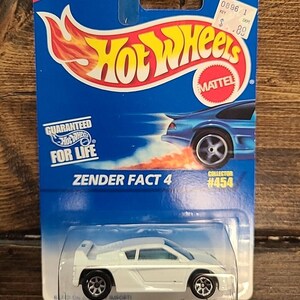 HOT WHEELS
MATTEL
GUARANTEED
FOR LIFE
ZENDER FACT 4
COLLECTOR
#454